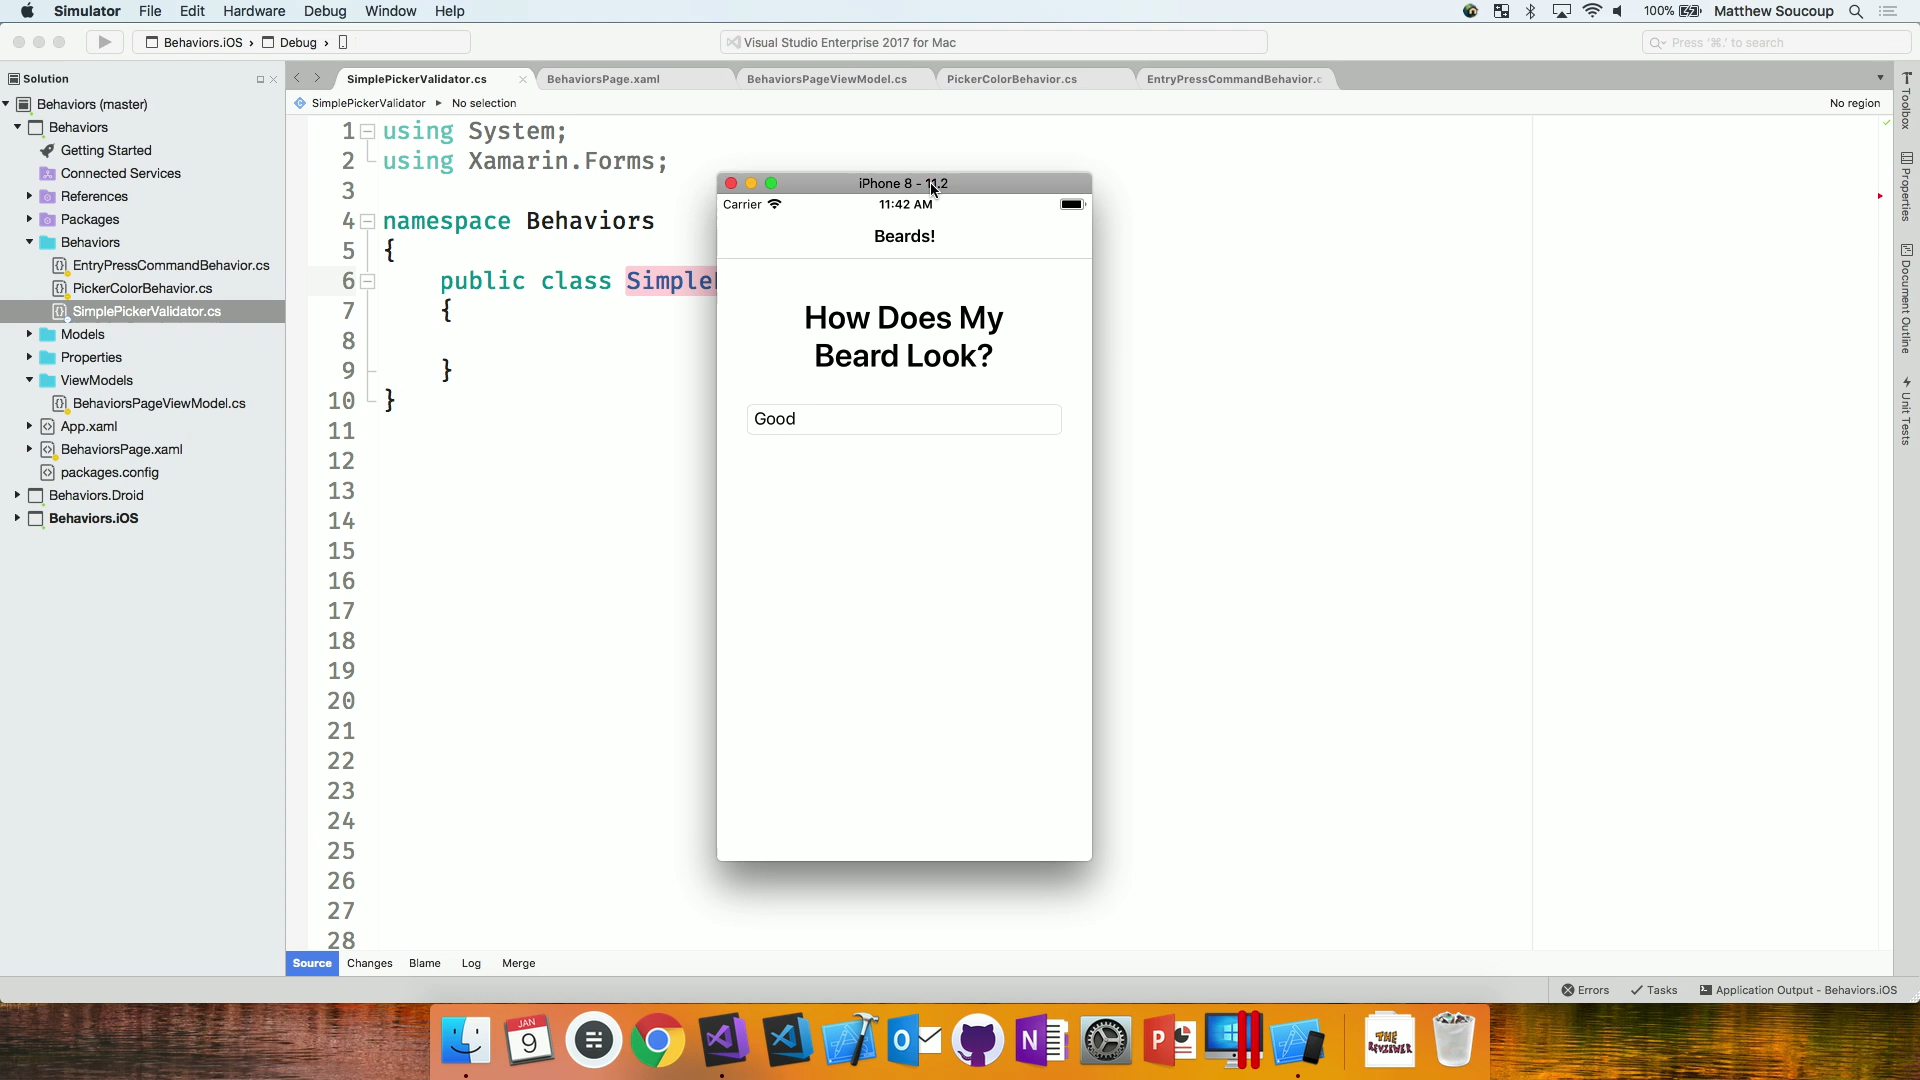 Simulator File Edit Hardware Debug Window Help 100% Matthew Soucoup
Behaviors.iOS › Debug › Visual Studio Enterprise 2017 for Mac Press '⌘.' to search
Solution SimplePickerValidator.cs BehaviorsPage.xaml BehaviorsPageViewModel.cs PickerColorBehavior.cs EntryPressCommandBehavior.c
SimplePickerValidator ▸ No selection No region
Behaviors (master)
Behaviors
Getting Started
Connected Services
References
Packages
Behaviors
EntryPressCommandBehavior.cs
PickerColorBehavior.cs
SimplePickerValidator.cs
Models
Properties
ViewModels
BehaviorsPageViewModel.cs
App.xaml
BehaviorsPage.xaml
packages.config
Behaviors.Droid
Behaviors.iOS
1 using System;
2 using Xamarin.Forms;
3
4 namespace Behaviors
5 {
6 public class Simple
7 {
8
9 }
10 }
11
12
13
14
15
16
17
18
19
20
21
22
23
24
25
26
27
28
iPhone 8 - 11.2
Carrier 11:42 AM
Beards!
How Does My
Beard Look?
Good
Toolbox
Properties
Document Outline
Unit Tests
Source Changes Blame Log Merge
Errors Tasks Application Output - Behaviors.iOS
JAN
9
THE
REVIEWER